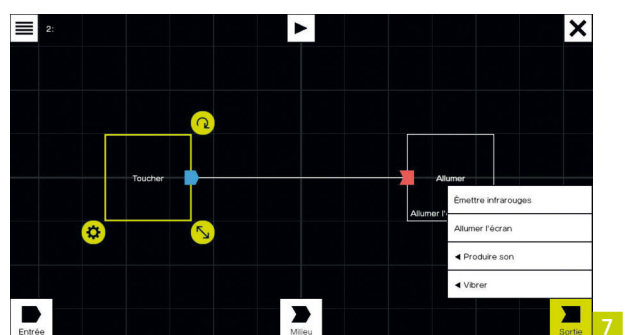 2:
Toucher
Allumer
Allumer l'
Émettre infrarouges
Allumer l'écran
Produire son
Vibrer
Entrée
Milieu
Sortie
7